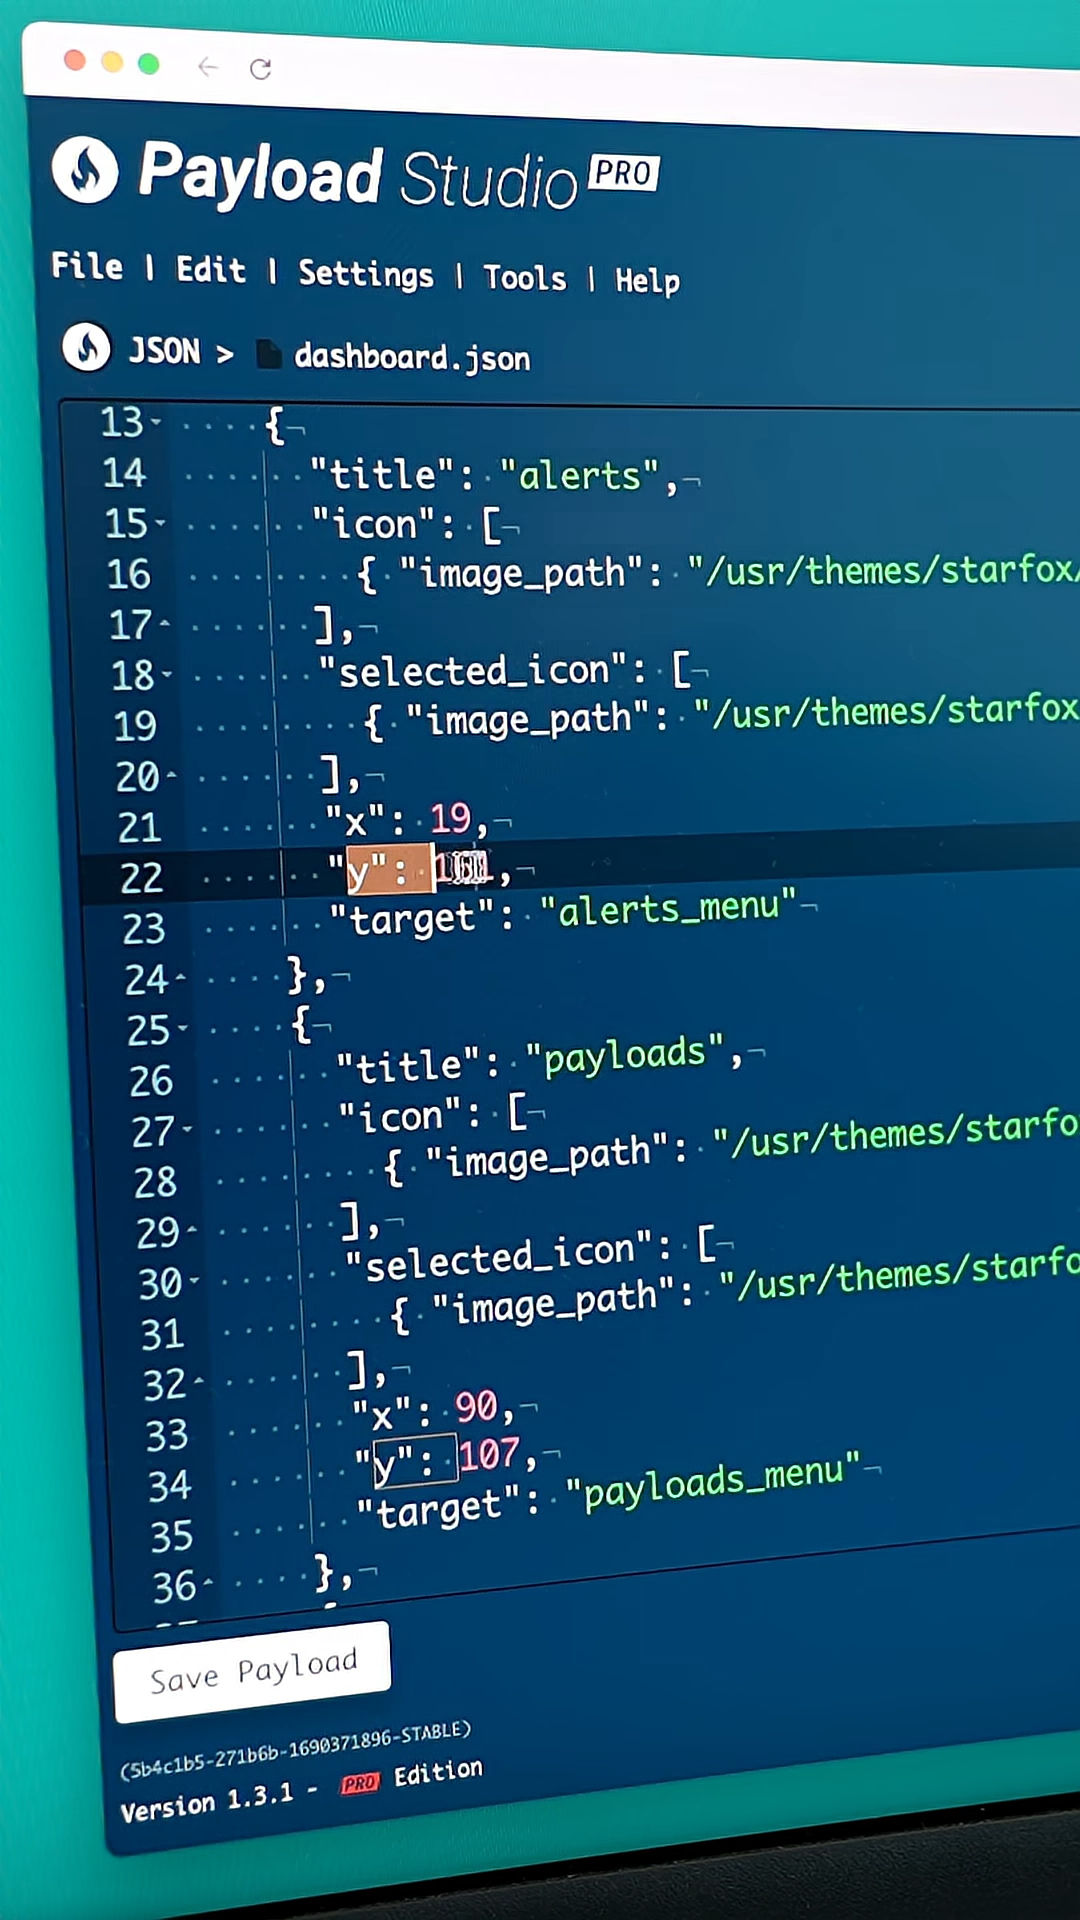 Payload Studio PRO
File | Edit | Settings | Tools | Help
JSON > dashboard.json
13 {
14 "title": "alerts",
15 "icon": [
16 { "image_path": "/usr/themes/starfox/
17 ],
18 "selected_icon": [
19 { "image_path": "/usr/themes/starfox
20 ],
21 "x": 19,
22 "y":
23 "target": "alerts_menu"
24 },
25 {
26 "title": "payloads",
27 "icon": [
28 { "image_path": "/usr/themes/starfo
29 ],
30 "selected_icon": [
31 { "image_path": "/usr/themes/starfo
32 ],
33 "x": 90,
34 "y": 107,
35 "target": "payloads_menu"
36 },
Save Payload
(5b4c1b5-271b6b-1690371896-STABLE)
Version 1.3.1 - PRO Edition